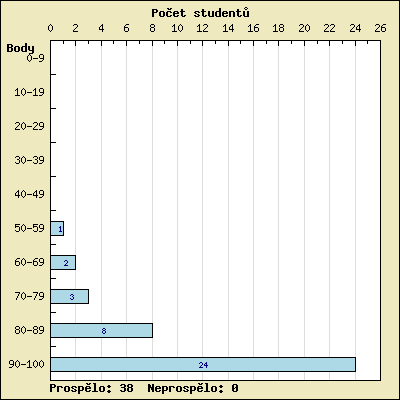 Počet studentů
0 2 4 6 8 10 12 14 16 18 20 22 24 26
Body
0-9
10-19
20-29
30-39
40-49
50-59 1
60-69 2
70-79 3
80-89 8
90-100 24
Prospělo: 38 Neprospělo: 0